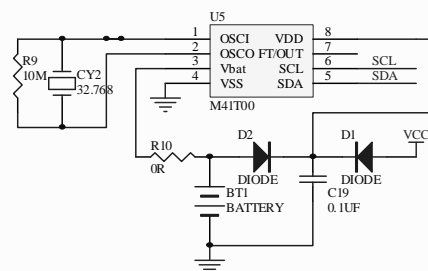 U5
1 OSCI VDD 8
2 OSCO FT/OUT 7
3 Vbat SCL 6 SCL
4 VSS SDA 5 SDA
M41T00
R9
10M
CY2
32.768
R10
0R
D2
DIODE
D1
DIODE
VCC
BT1
BATTERY
C19
0.1UF